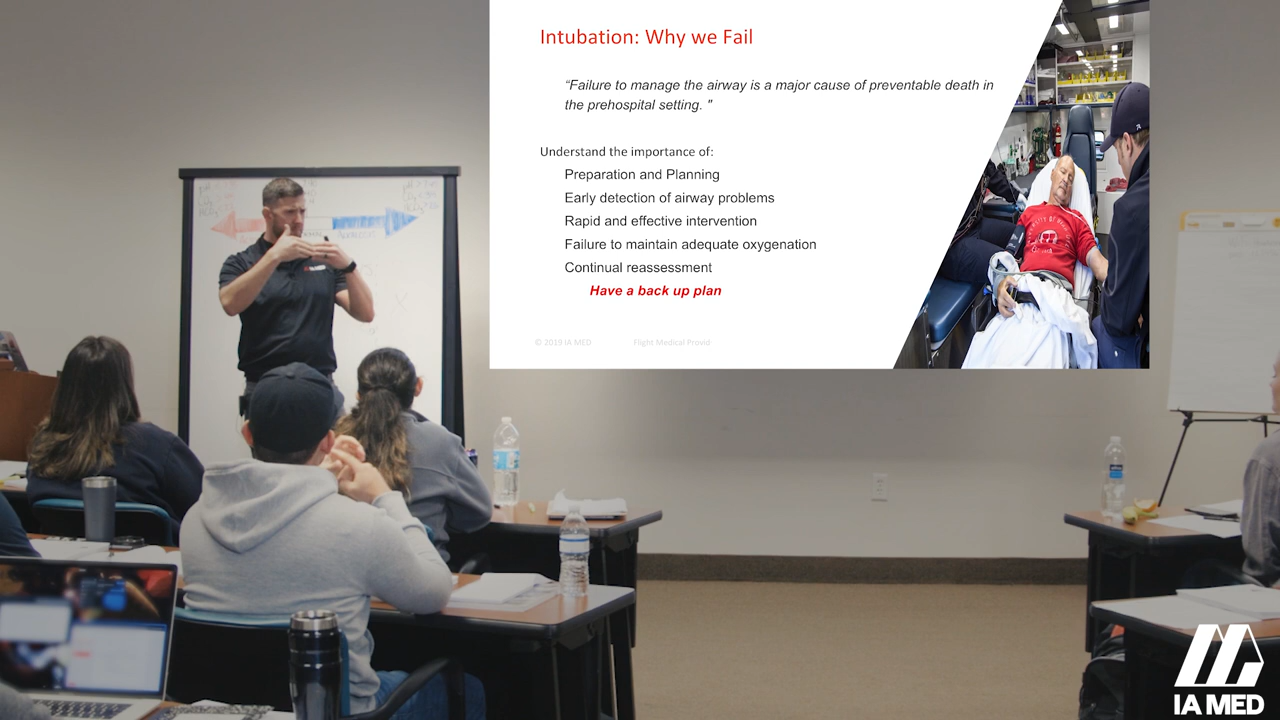 Intubation: Why we Fail
“Failure to manage the airway is a major cause of preventable death in
the prehospital setting. "
Understand the importance of:
Preparation and Planning
Early detection of airway problems
Rapid and effective intervention
Failure to maintain adequate oxygenation
Continual reassessment
Have a back up plan
© 2019 IA MED Flight Medical Provid
IA MED